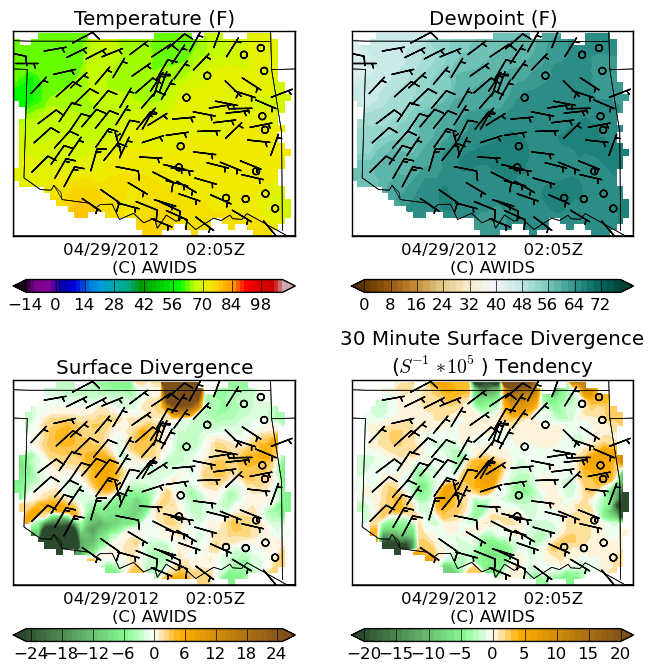 Temperature (F)
Dewpoint (F)
04/29/2012 02:05Z
(C) AWIDS
04/29/2012 02:05Z
(C) AWIDS
−14 0 14 28 42 56 70 84 98
0 8 16 24 32 40 48 56 64 72
Surface Divergence
30 Minute Surface Divergence
(S⁻¹ *10⁵ ) Tendency
04/29/2012 02:05Z
(C) AWIDS
04/29/2012 02:05Z
(C) AWIDS
−24 −18 −12 −6 0 6 12 18 24
−20 −15 −10 −5 0 5 10 15 20